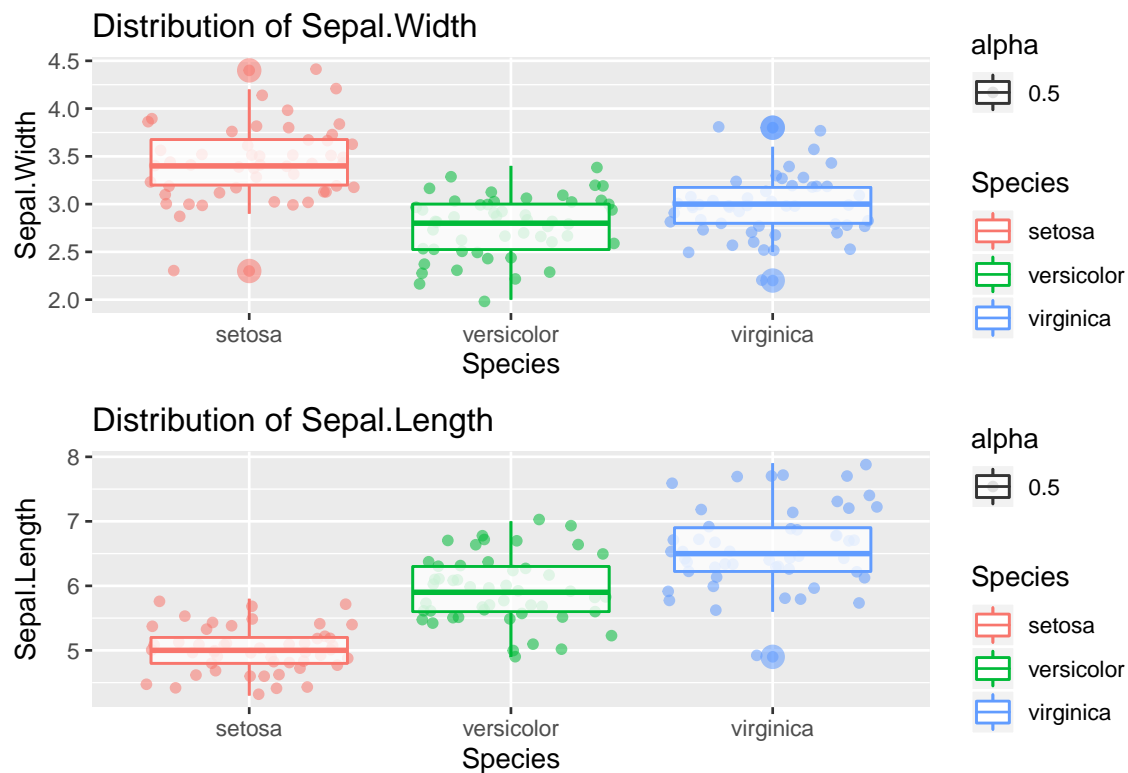 Distribution of Sepal.Width
Sepal.Width
4.5
4.0
3.5
3.0
2.5
2.0
setosa
versicolor
virginica
Species
alpha
0.5
Species
setosa
versicolor
virginica
Distribution of Sepal.Length
Sepal.Length
8
7
6
5
setosa
versicolor
virginica
Species
alpha
0.5
Species
setosa
versicolor
virginica